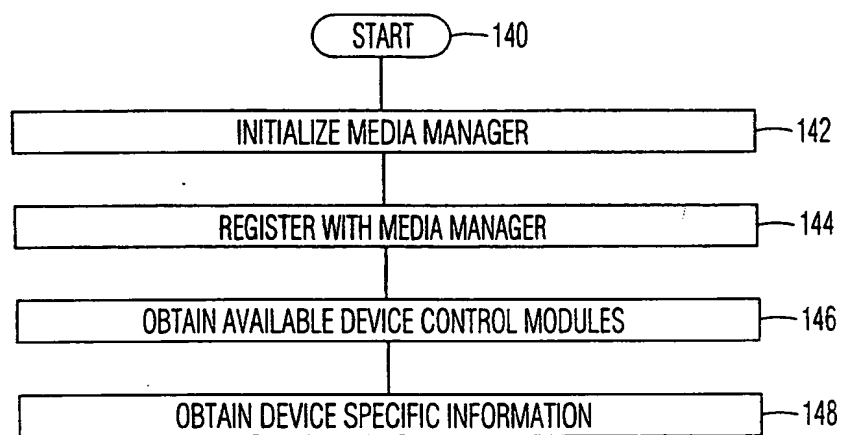 START 140
INITIALIZE MEDIA MANAGER 142
REGISTER WITH MEDIA MANAGER 144
OBTAIN AVAILABLE DEVICE CONTROL MODULES 146
OBTAIN DEVICE SPECIFIC INFORMATION 148